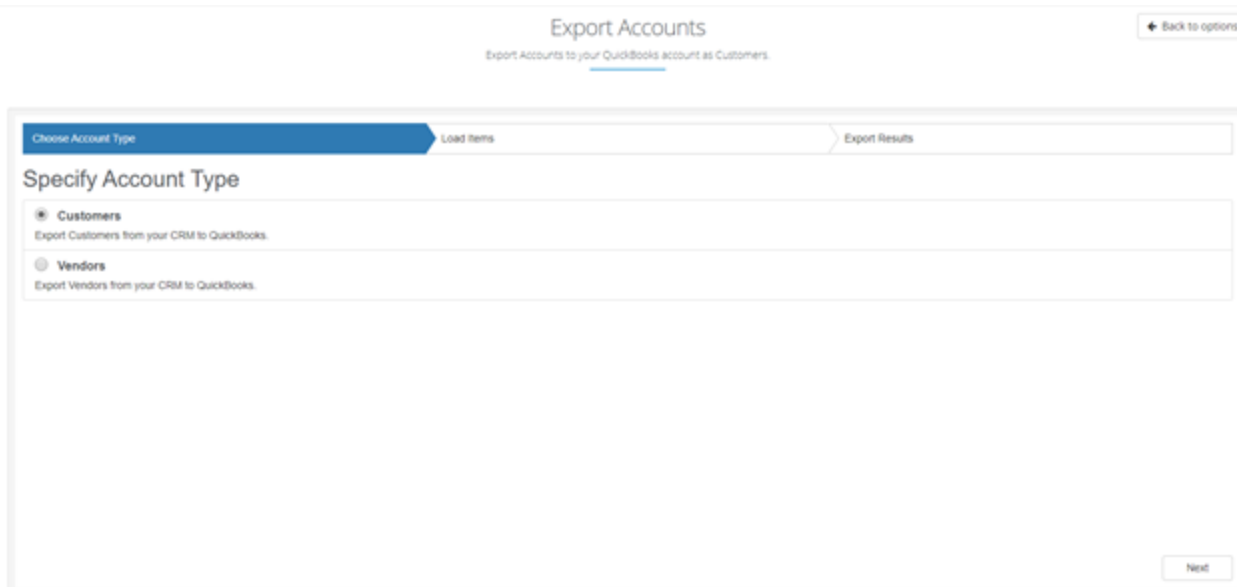 Export Accounts
Back to options
Export Accounts to your QuickBooks account as Customers.
Choose Account Type
Load Items
Export Results
Specify Account Type
Customers
Export Customers from your CRM to QuickBooks.
Vendors
Export Vendors from your CRM to QuickBooks.
Next